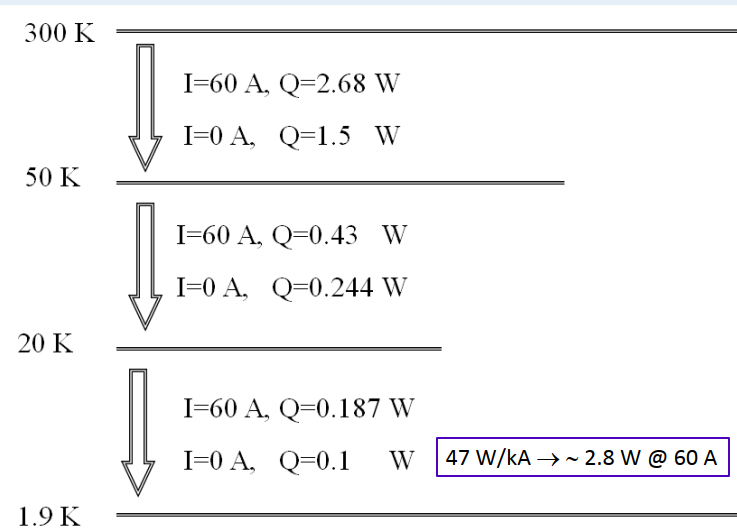 300 K
I=60 A, Q=2.68 W
I=0 A, Q=1.5 W
50 K
I=60 A, Q=0.43 W
I=0 A, Q=0.244 W
20 K
I=60 A, Q=0.187 W
I=0 A, Q=0.1 W
47 W/kA → ~ 2.8 W @ 60 A
1.9 K